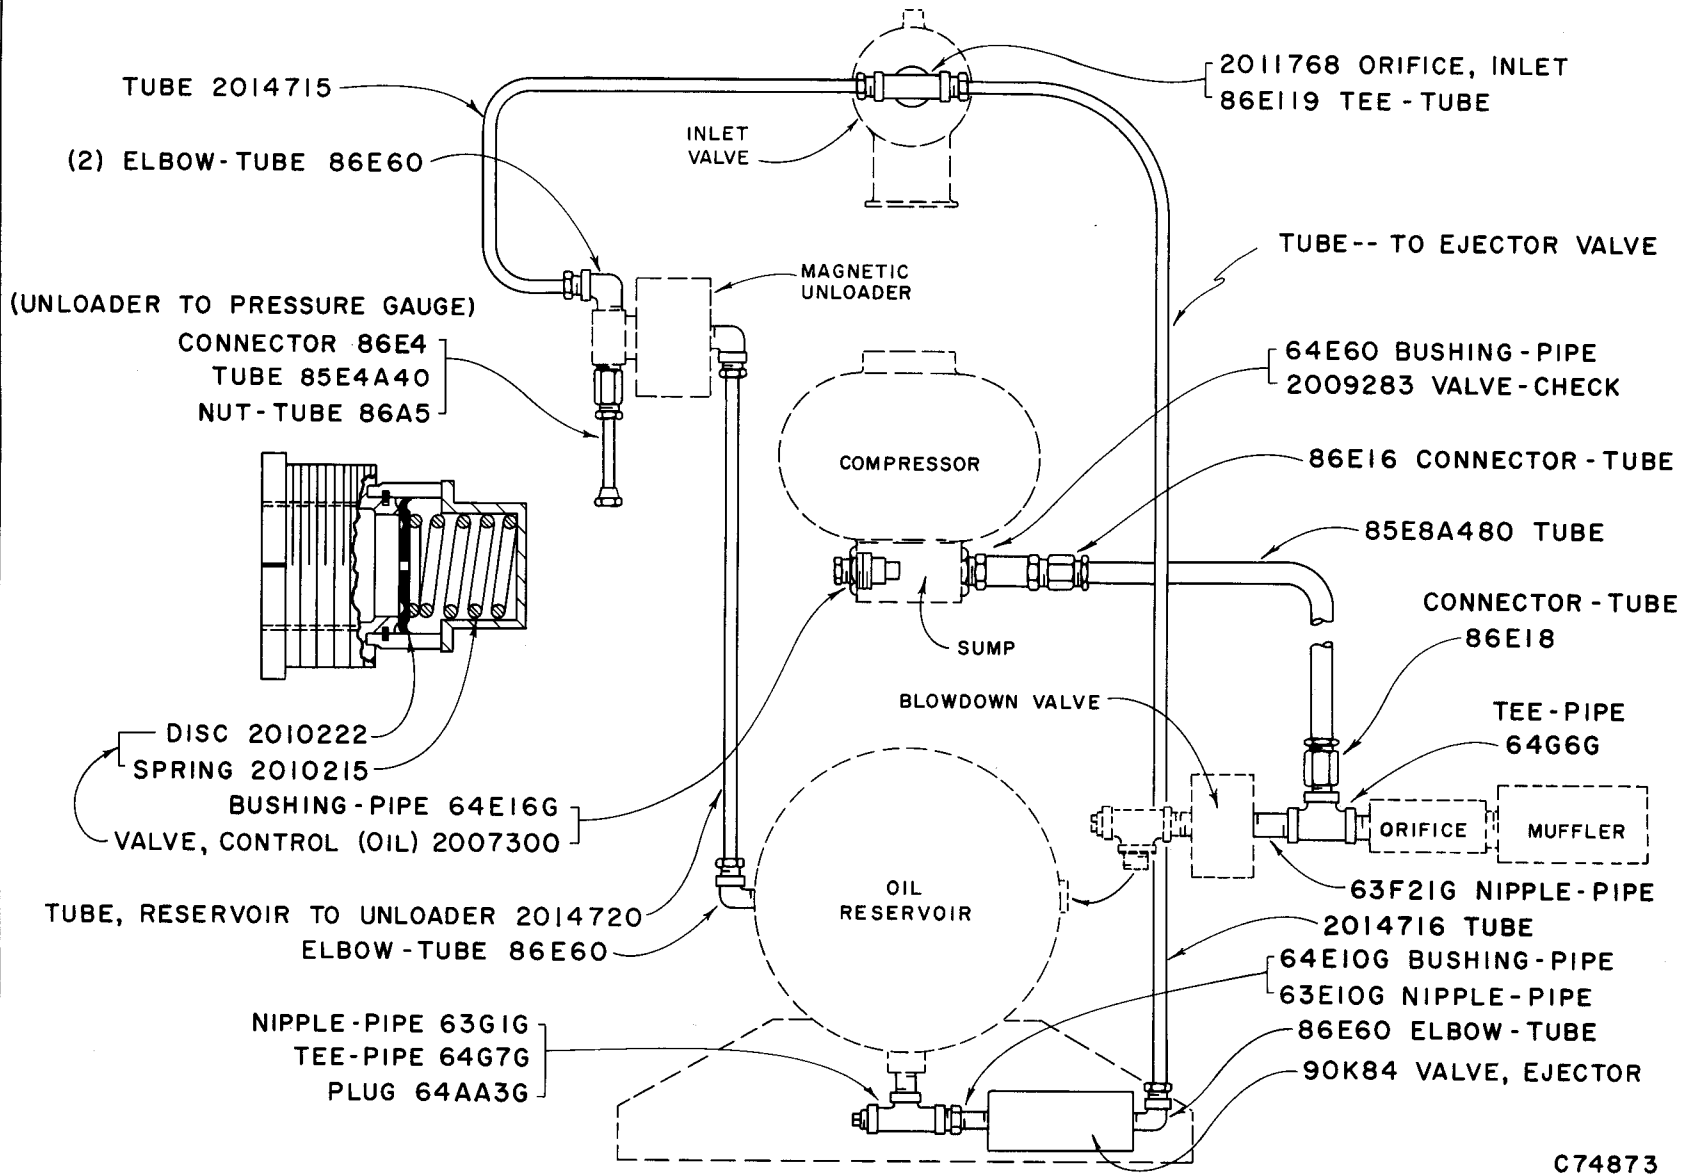 TUBE 2014715
(2) ELBOW-TUBE 86E60
(UNLOADER TO PRESSURE GAUGE)
CONNECTOR 86E4
TUBE 85E4A40
NUT-TUBE 86A5
INLET
VALVE
MAGNETIC
UNLOADER
2011768 ORIFICE, INLET
86E119 TEE-TUBE
TUBE-- TO EJECTOR VALVE
64E60 BUSHING-PIPE
2009283 VALVE-CHECK
86E16 CONNECTOR-TUBE
85E8A480 TUBE
CONNECTOR-TUBE
86E18
TEE-PIPE
64G6G
COMPRESSOR
SUMP
BLOWDOWN VALVE
ORIFICE
MUFFLER
DISC 2010222
SPRING 2010215
BUSHING-PIPE 64E16G
VALVE, CONTROL (OIL) 2007300
TUBE, RESERVOIR TO UNLOADER 2014720
ELBOW-TUBE 86E60
OIL
RESERVOIR
63F21G NIPPLE-PIPE
2014716 TUBE
64E10G BUSHING-PIPE
63E10G NIPPLE-PIPE
86E60 ELBOW-TUBE
90K84 VALVE, EJECTOR
NIPPLE-PIPE 63G1G
TEE-PIPE 64G7G
PLUG 64AA3G
C74873